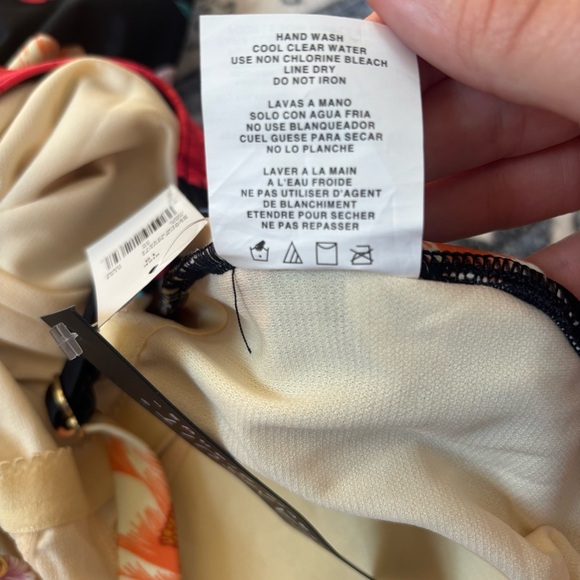 HAND WASH
COOL CLEAR WATER
USE NON CHLORINE BLEACH
LINE DRY
DO NOT IRON
LAVAS A MANO
SOLO CON AGUA FRIA
NO USE BLANQUEADOR
CUEL GUESE PARA SECAR
NO LO PLANCHE
LAVER A LA MAIN
A L'EAU FROIDE
NE PAS UTILISER D'AGENT
DE BLANCHIMENT
ETENDRE POUR SECHER
NE PAS REPASSER